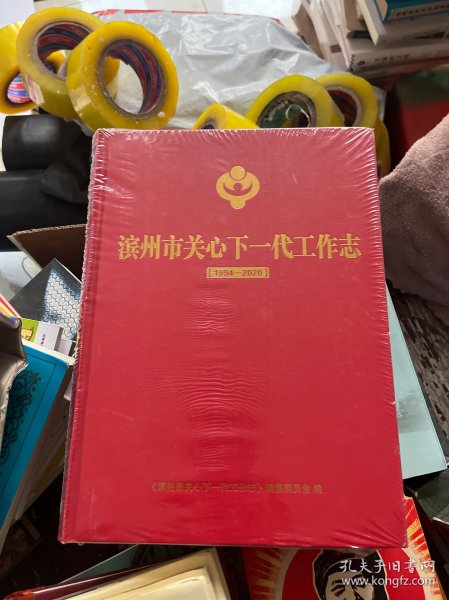 滨州市关心下一代工作志
[1994—2020]
《滨州市关心下一代工作志》编纂委员会 编
孔夫子旧书网
www.kongfz.com